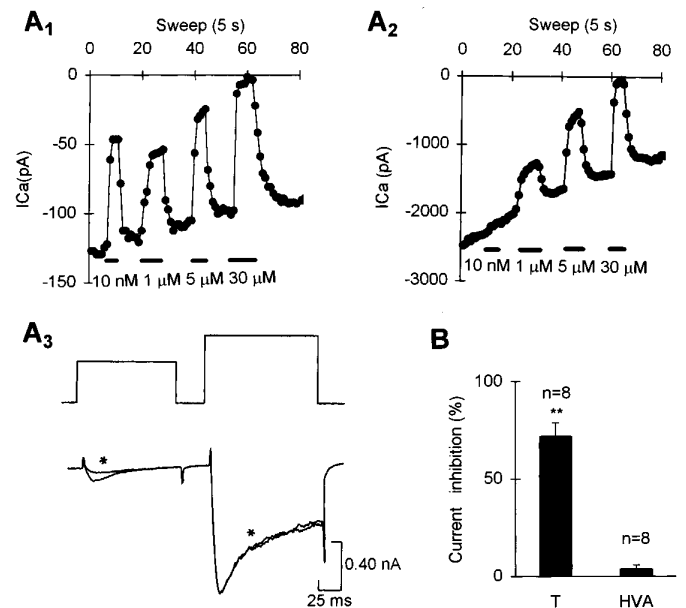 A1
Sweep (5 s)
0 20 40 60 80
ICa(pA)
0
-50
-100
-150
10 nM 1 µM 5 µM 30 µM
A2
Sweep (5 s)
0 20 40 60 80
ICa (pA)
0
-1000
-2000
-3000
10 nM 1 µM 5 µM 30 µM
A3
*
*
0.40 nA
25 ms
B
Current inhibition (%)
100
50
0
n=8
**
n=8
T HVA